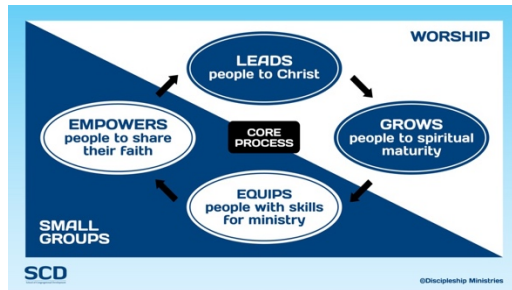 WORSHIP
LEADS
people to Christ
EMPOWERS
people to share
their faith
CORE
PROCESS
GROWS
people to spiritual
maturity
EQUIPS
people with skills
for ministry
SMALL
GROUPS
SCD
©Discipleship Ministries